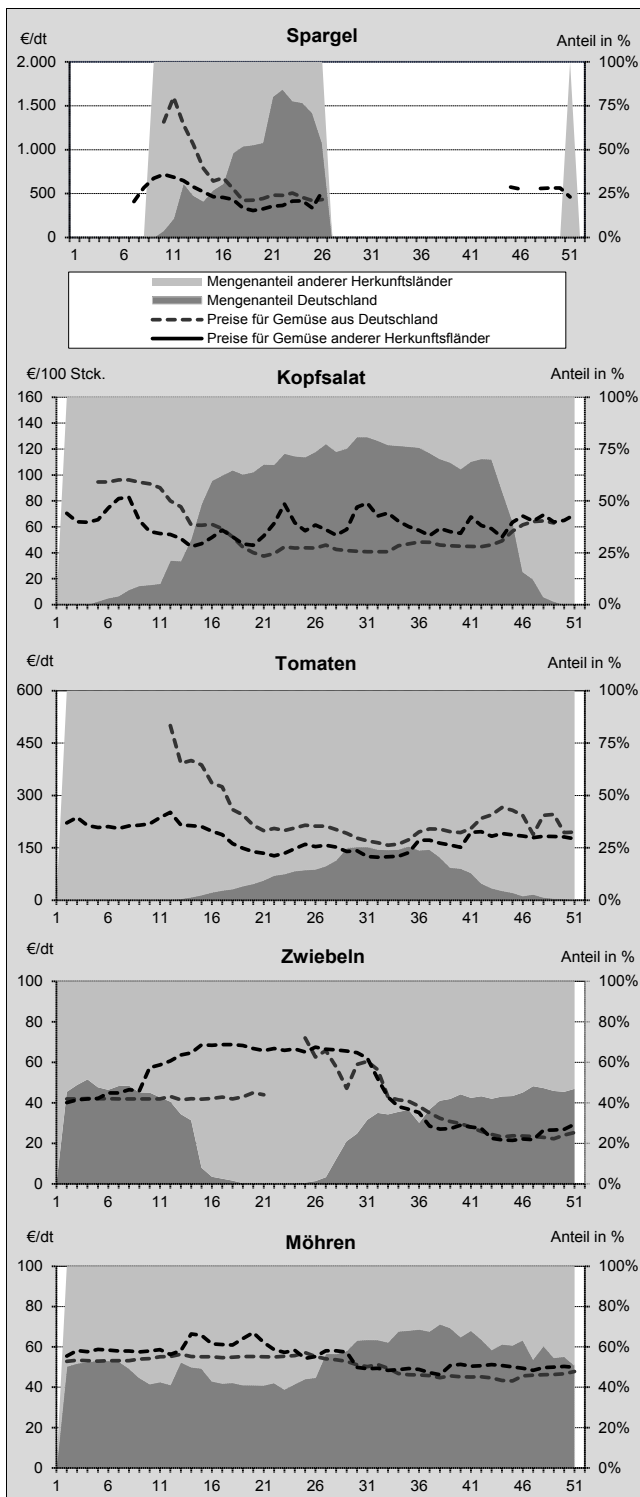 Spargel
€/dt Anteil in %
2.000 100%
1.500 75%
1.000 50%
500 25%
0 0%
1 6 11 16 21 26 31 36 41 46 51
Mengenanteil anderer Herkunftsländer
Mengenanteil Deutschland
Preise für Gemüse aus Deutschland
Preise für Gemüse anderer Herkunftsfländer
€/100 Stck. Kopfsalat Anteil in %
160 100%
140
120 75%
100
80 50%
60
40 25%
20
0 0%
1 6 11 16 21 26 31 36 41 46 51
€/dt Tomaten Anteil in %
600 100%
450 75%
300 50%
150 25%
0 0%
1 6 11 16 21 26 31 36 41 46 51
€/dt Zwiebeln Anteil in %
100 100%
80 80%
60 60%
40 40%
20 20%
0 0%
1 6 11 16 21 26 31 36 41 46 51
€/dt Möhren Anteil in %
100 100%
80 80%
60 60%
40 40%
20 20%
0 0%
1 6 11 16 21 26 31 36 41 46 51